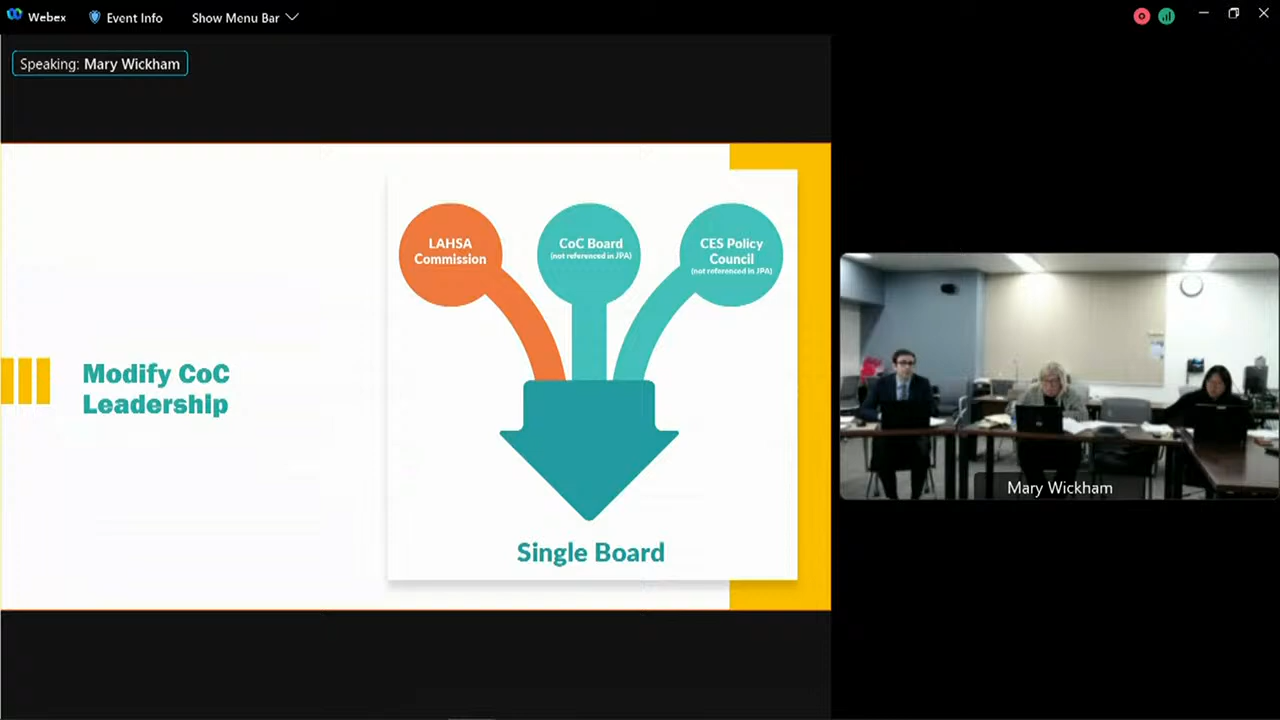 Webex
Event Info
Show Menu Bar
Speaking: Mary Wickham
LAHSA
Commission
CoC Board
(not referenced in JPA)
CES Policy
Council
(not referenced in JPA)
Modify CoC
Leadership
Single Board
Mary Wickham